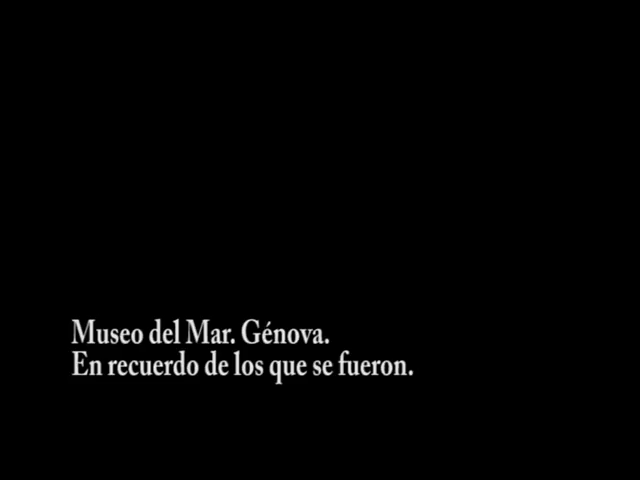 Museo del Mar. Génova.
En recuerdo de los que se fueron.